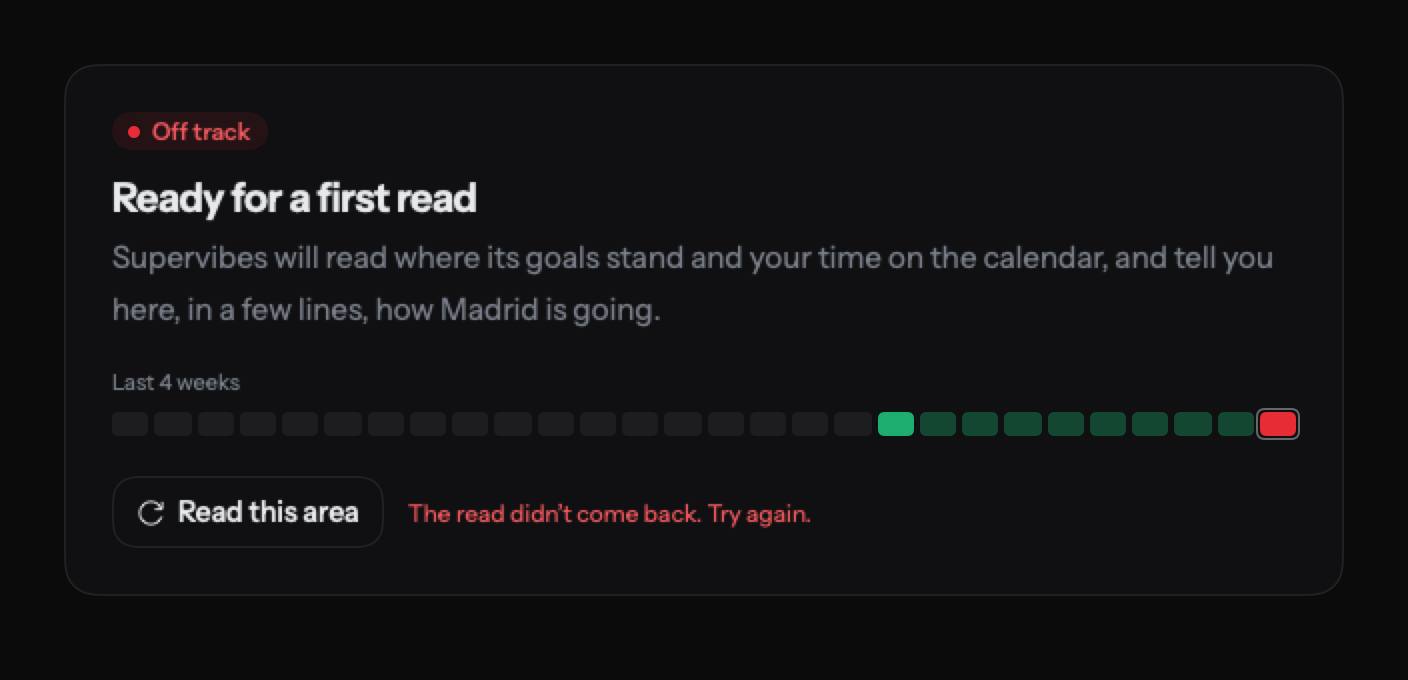 Off track
Ready for a first read
Supervibes will read where its goals stand and your time on the calendar, and tell you
here, in a few lines, how Madrid is going.
Last 4 weeks
Read this area
The read didn’t come back. Try again.